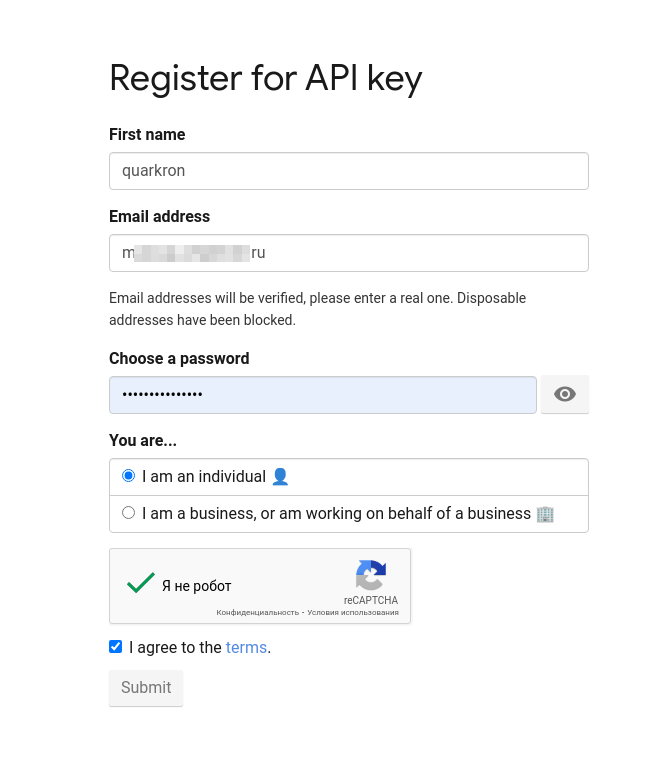 Register for API key
First name
quarkron
Email address
m ru
Email addresses will be verified, please enter a real one. Disposable
addresses have been blocked.
Choose a password
•••••••••••••••
You are...
I am an individual 👤
I am a business, or am working on behalf of a business 🏢
Я не робот
reCAPTCHA
Конфиденциальность - Условия использования
I agree to the terms.
Submit